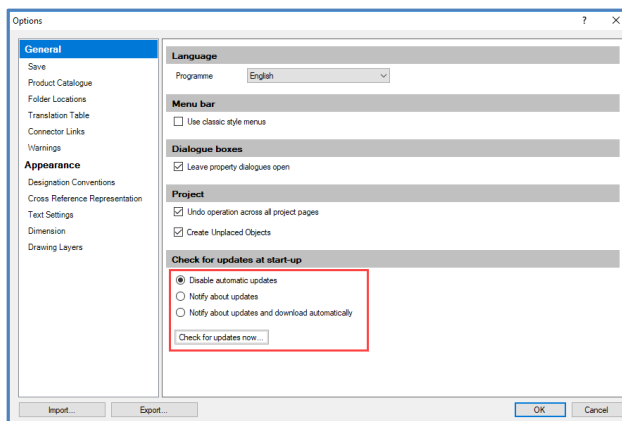 Options
?
General
Save
Product Catalogue
Folder Locations
Translation Table
Connector Links
Warnings
Appearance
Designation Conventions
Cross Reference Representation
Text Settings
Dimension
Drawing Layers
Language
Programme English
Menu bar
Use classic style menus
Dialogue boxes
Leave property dialogues open
Project
Undo operation across all project pages
Create Unplaced Objects
Check for updates at start-up
Disable automatic updates
Notify about updates
Notify about updates and download automatically
Check for updates now...
Import... Export... OK Cancel